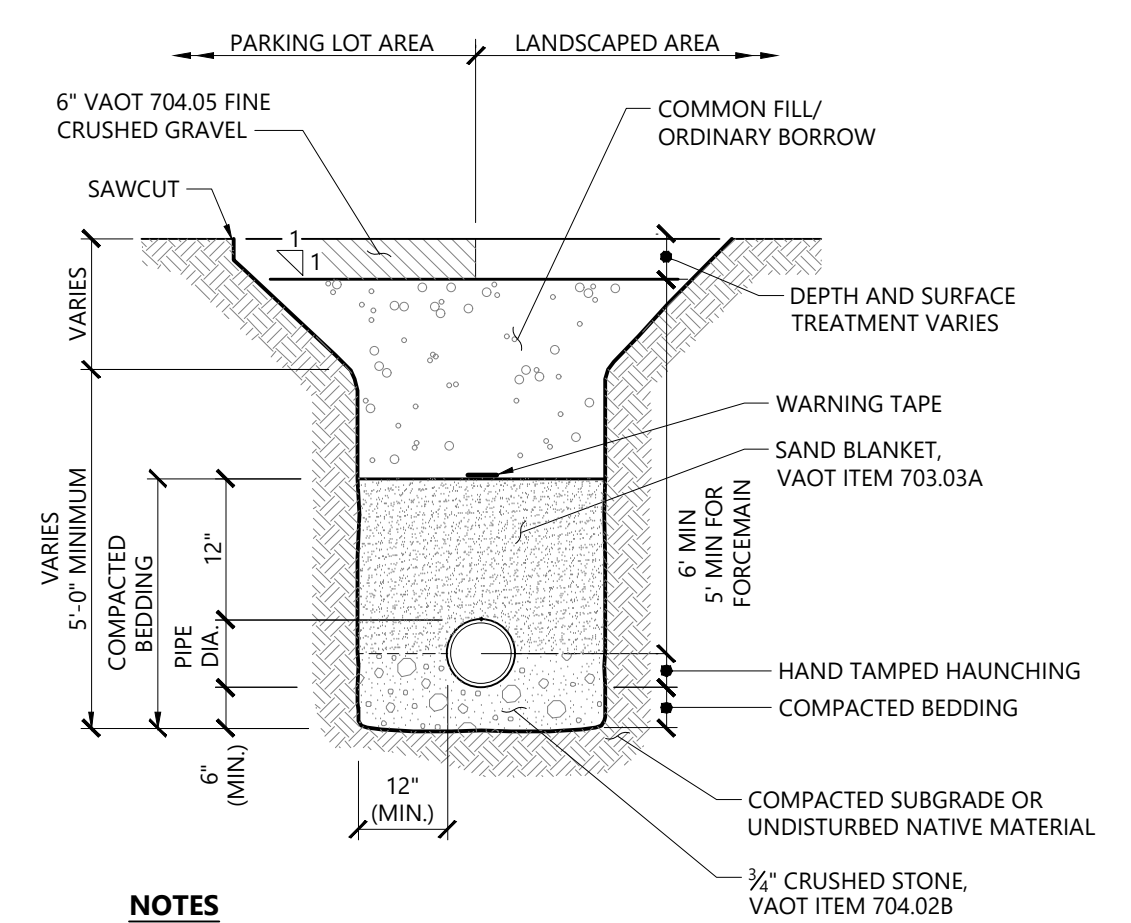 PARKING LOT AREA
LANDSCAPED AREA
6" VAOT 704.05 FINE
CRUSHED GRAVEL
COMMON FILL/
ORDINARY BORROW
SAWCUT
1
1
VARIES
DEPTH AND SURFACE
TREATMENT VARIES
WARNING TAPE
SAND BLANKET,
VAOT ITEM 703.03A
VARIES
5'-0" MINIMUM
COMPACTED
BEDDING
12"
PIPE
DIA.
6"
(MIN.)
12"
(MIN.)
6' MIN
5' MIN FOR
FORCEMAIN
HAND TAMPED HAUNCHING
COMPACTED BEDDING
COMPACTED SUBGRADE OR
UNDISTURBED NATIVE MATERIAL
¾" CRUSHED STONE,
VAOT ITEM 704.02B
NOTES